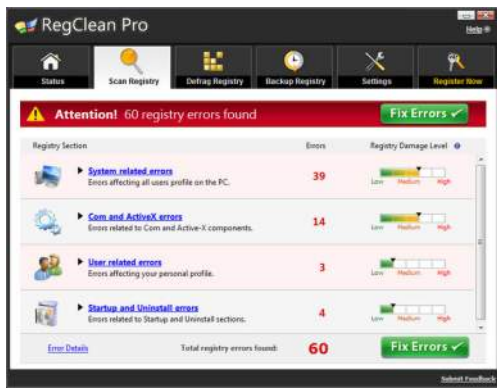 RegClean Pro
Help
Status
Scan Registry
Defrag Registry
Backup Registry
Settings
Register Now
Attention! 60 registry errors found
Fix Errors
Registry Section Errors Registry Damage Level
System related errors
Errors affecting all users profile on the PC.
39
Low Medium High
Com and ActiveX errors
Errors related to Com and Active-X components.
14
Low Medium High
User related errors
Errors affecting your personal profile.
3
Low Medium High
Startup and Uninstall errors
Errors related to Startup and Uninstall sections.
4
Low Medium High
Error Details Total registry errors found: 60 Fix Errors
Submit Feedback